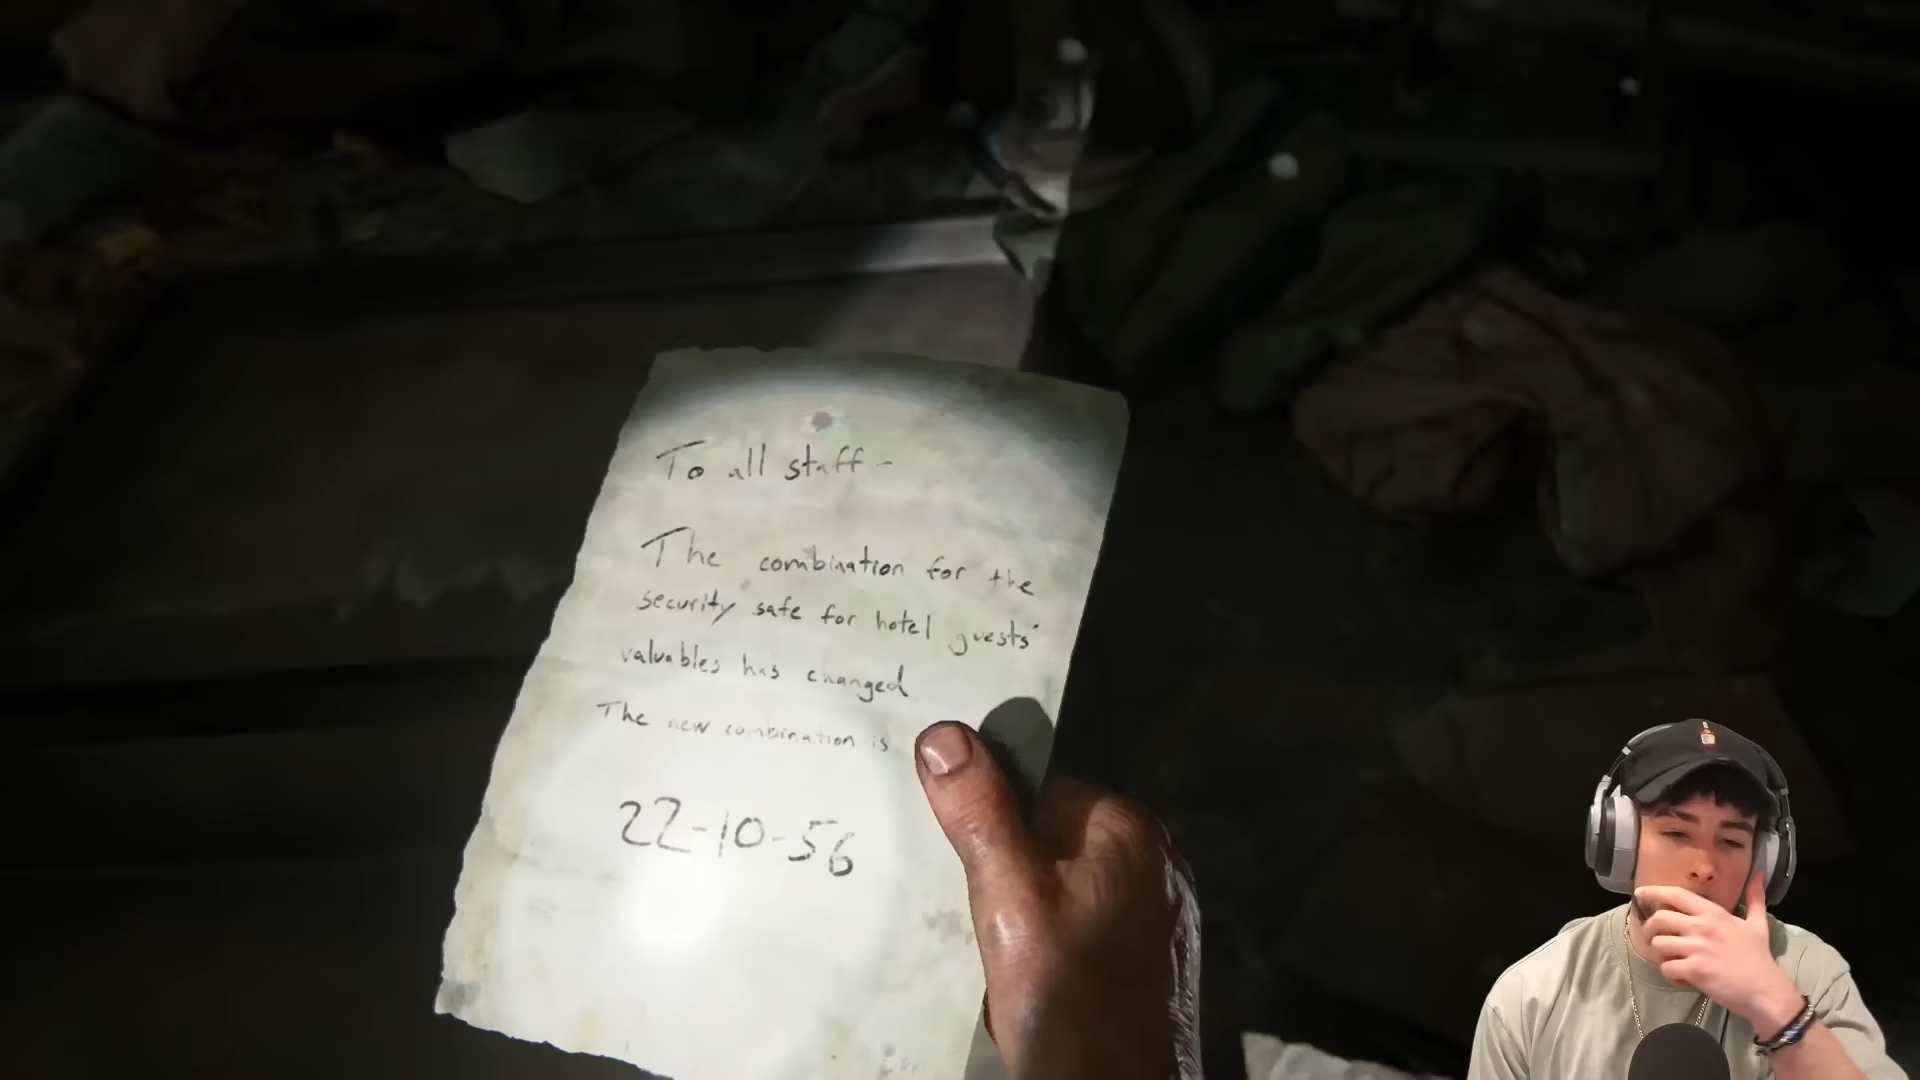 To all staff-
The combination for the
security safe for hotel guests'
valuables has changed
The new combination is
22-10-56